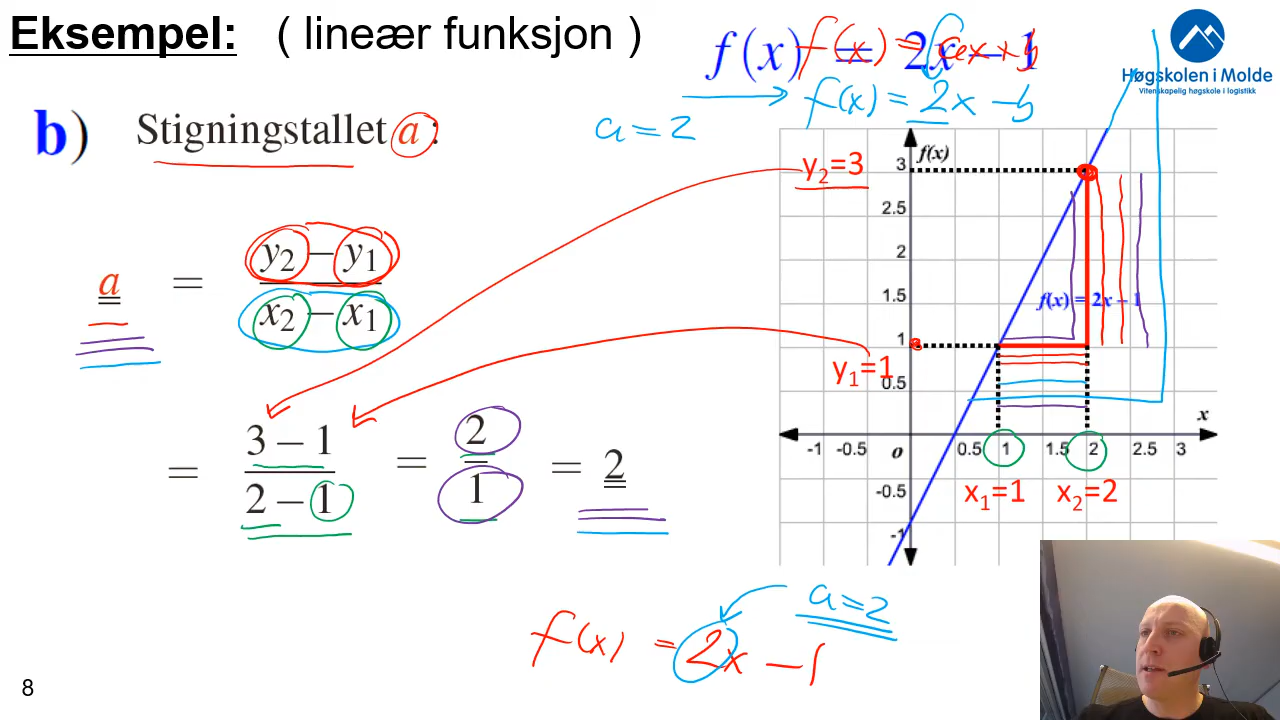 Eksempel: ( lineær funksjon )
f(x) = 2x − 1
f(x) = ax + b
f(x) = 2x − b
a = 2
Høgskolen i Molde
Vitenskapelig høgskole i logistikk
b) Stigningstallet a:
a = y2 − y1 / x2 − x1
= 3 − 1 / 2 − 1 = 2 / 1 = 2
y2=3
y1=1
f(x)
3
2.5
2
1.5
1
0.5
f(x) = 2x − 1
x
-1 -0.5 O 0.5 1 1.5 2 2.5 3
-0.5
-1
x1=1 x2=2
a = 2
f(x) = 2x − 1
8